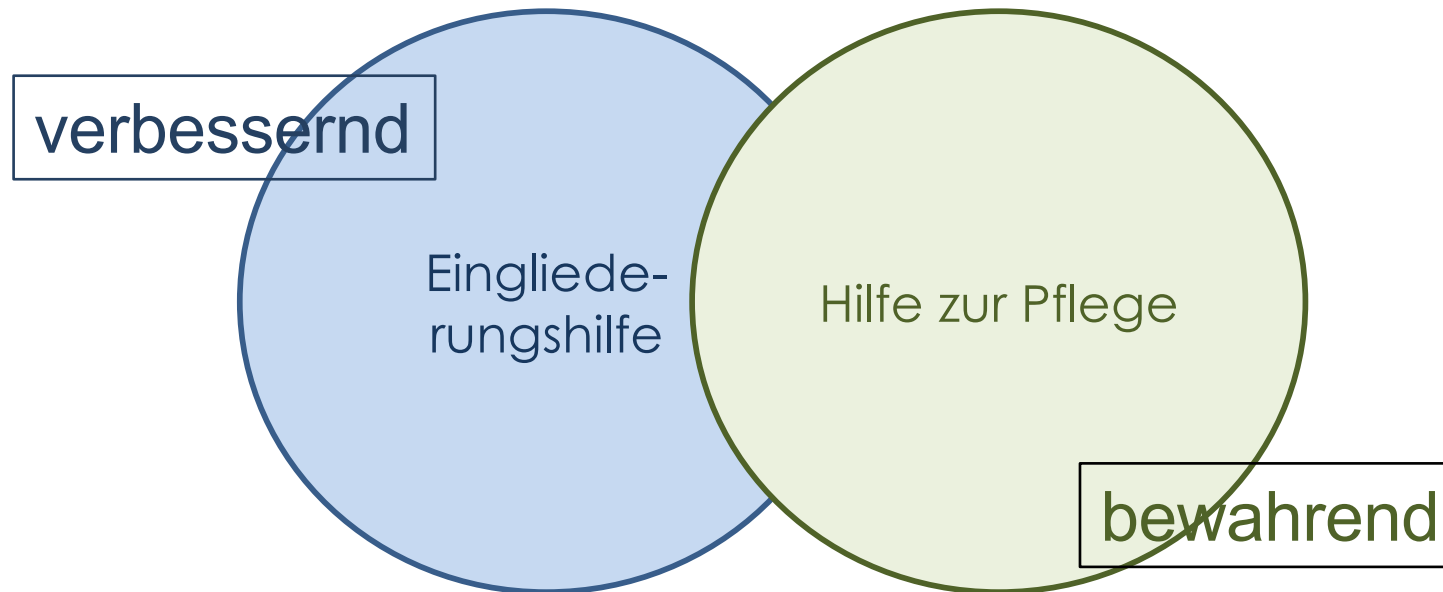 verbessernd
Eingliede-
rungshilfe
Hilfe zur Pflege
bewahrend